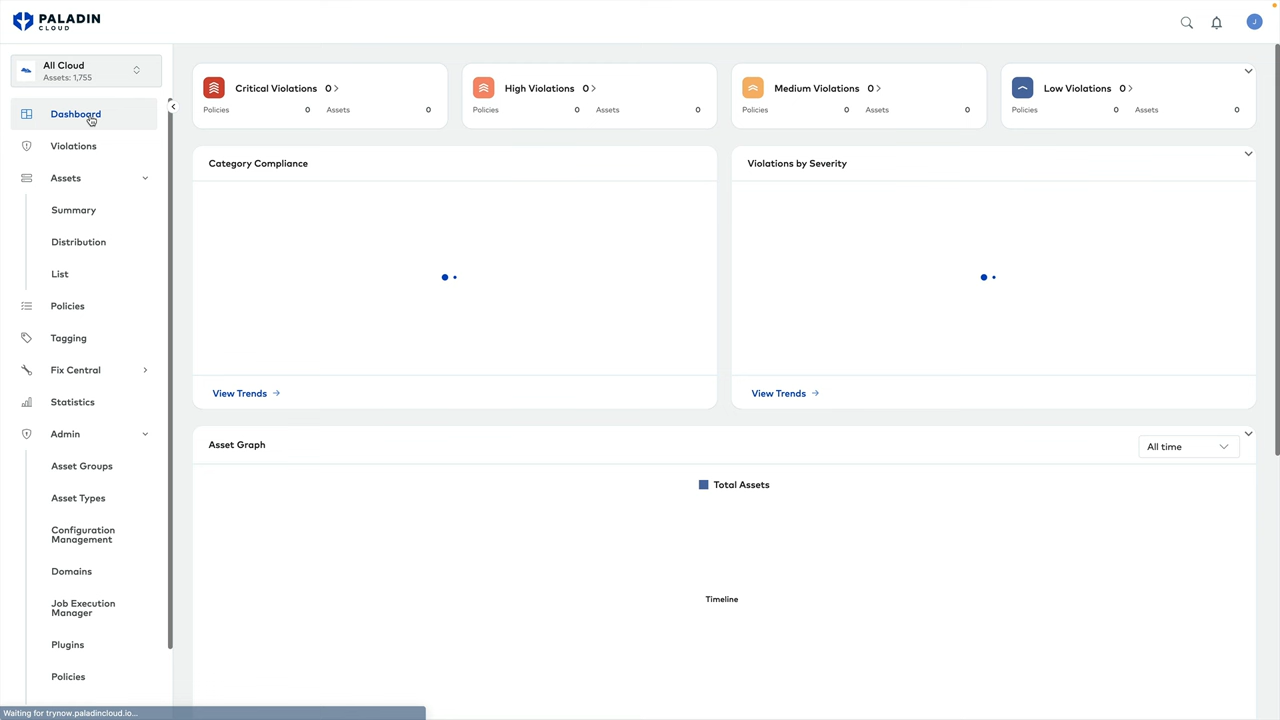 PALADIN
CLOUD
J
All Cloud
Assets: 1,755
Dashboard
Violations
Assets
Summary
Distribution
List
Policies
Tagging
Fix Central
Statistics
Admin
Asset Groups
Asset Types
Configuration
Management
Domains
Job Execution
Manager
Plugins
Policies
Critical Violations 0
Policies 0 Assets 0
High Violations 0
Policies 0 Assets 0
Medium Violations 0
Policies 0 Assets 0
Low Violations 0
Policies 0 Assets 0
Category Compliance
View Trends
Violations by Severity
View Trends
Asset Graph
All time
Total Assets
Timeline
Waiting for trynow.paladincloud.io...